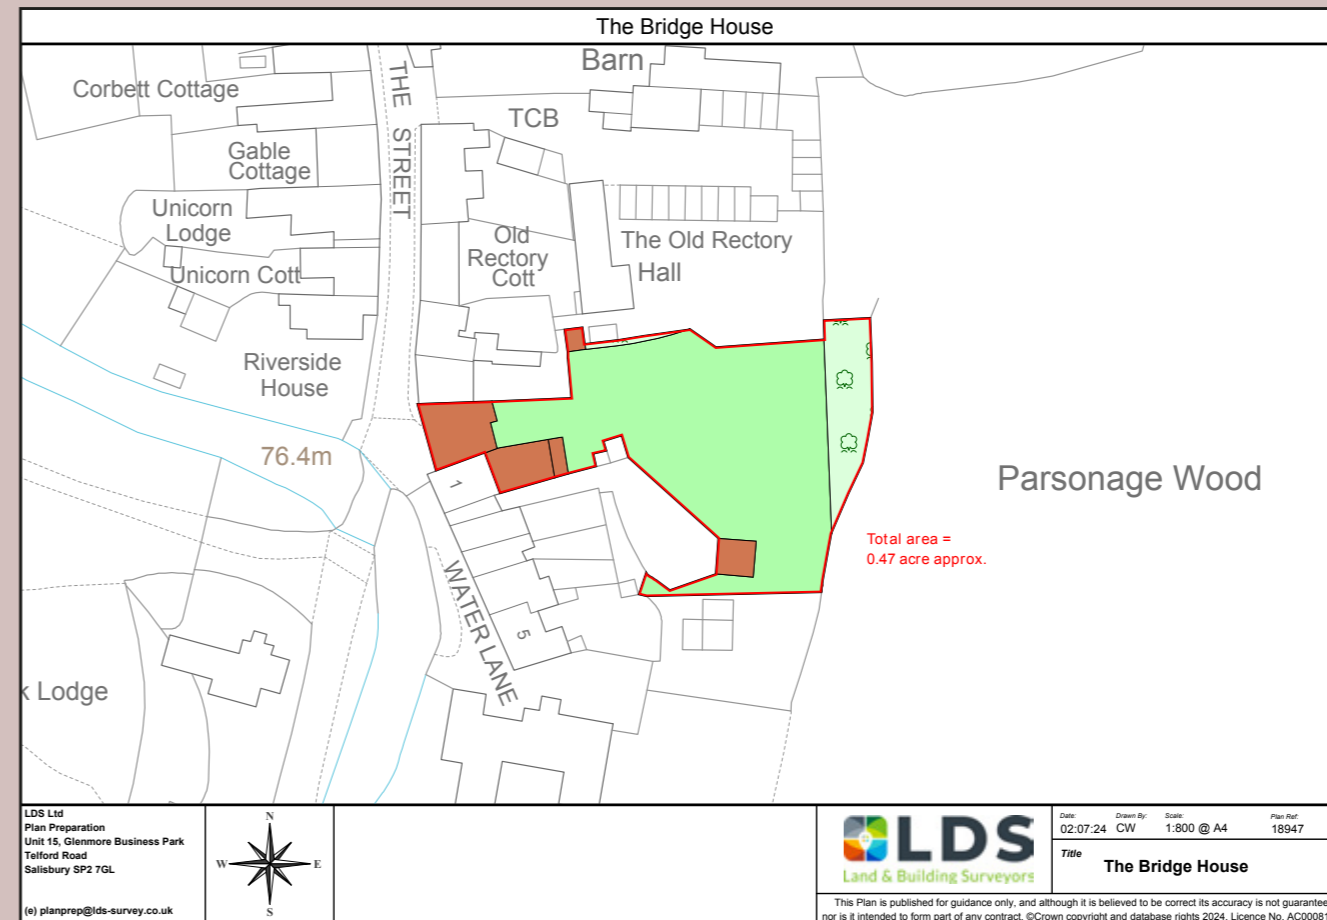 The Bridge House
Barn
Corbett Cottage
THE STREET
TCB
Gable
Cottage
Unicorn
Lodge
Old
Rectory
Cott
The Old Rectory
Hall
Unicorn Cott
Riverside
House
76.4m
1
Parsonage Wood
Total area =
0.47 acre approx.
WATER LANE
5
Lodge
LDS Ltd
Plan Preparation
Unit 15, Glenmore Business Park
Telford Road
Salisbury SP2 7GL
(e) planprep@lds-survey.co.uk
N
W
E
S
LDS
Land & Building Surveyors
Date: Drawn By: Scale: Plan Ref:
02:07:24 CW 1:800 @ A4 18947
Title
The Bridge House
This Plan is published for guidance only, and although it is believed to be correct its accuracy is not guarantee
nor is it intended to form part of any contract. ©Crown copyright and database rights 2024. Licence No. AC00081